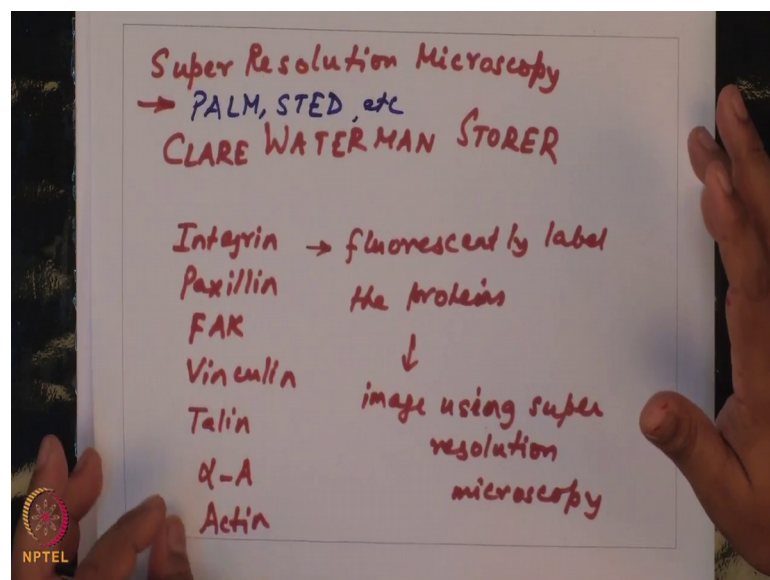 Super Resolution Microscopy
→ PALM, STED, etc
CLARE WATERMAN STORER
Integrin → fluorescently label
Paxillin the proteins
FAK ↓
Vinculin image using super
Talin resolution
α-A microscopy
Actin
NPTEL